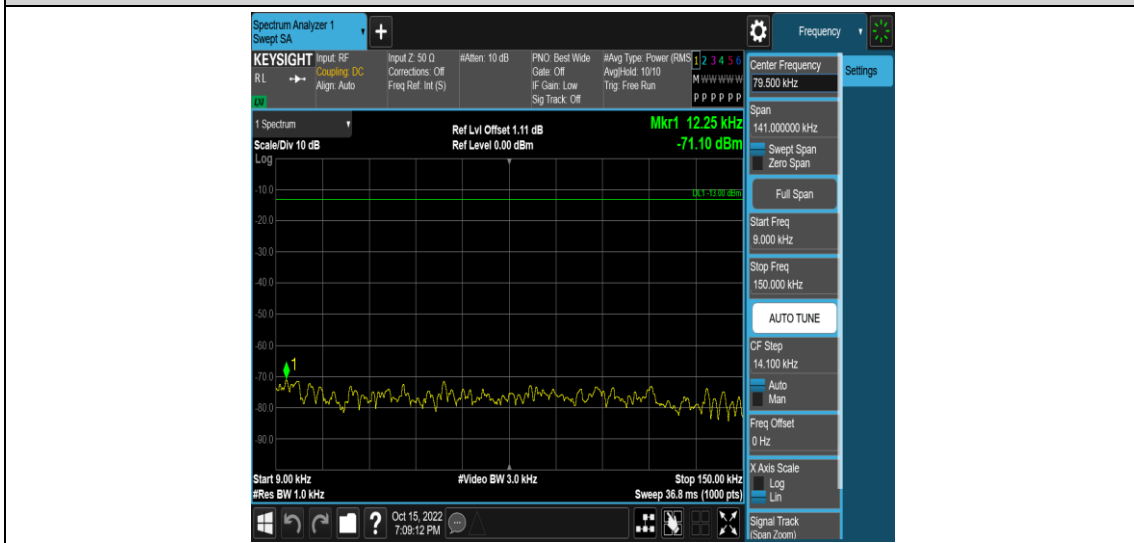 Spectrum Analyzer 1
Swept SA
+
Frequency
KEYSIGHT
RL
LXI
Input: RF
Coupling: DC
Align: Auto
Input Z: 50 Ω
Corrections: Off
Freq Ref: Int (S)
#Atten: 10 dB
PNO: Best Wide
Gate: Off
IF Gain: Low
Sig Track: Off
#Avg Type: Power (RMS
Avg|Hold: 10/10
Trig: Free Run
1 2 3 4 5 6
M W W W W W
P P P P P P
1 Spectrum
Scale/Div 10 dB
Log
Ref Lvl Offset 1.11 dB
Ref Level 0.00 dBm
Mkr1 12.25 kHz
-71.10 dBm
DL1 -13.00 dBm
-10.0
-20.0
-30.0
-40.0
-50.0
-60.0
-70.0
-80.0
-90.0
1
Start 9.00 kHz
#Res BW 1.0 kHz
#Video BW 3.0 kHz
Stop 150.00 kHz
Sweep 36.8 ms (1000 pts)
Center Frequency
79.500 kHz
Settings
Span
141.000000 kHz
Swept Span
Zero Span
Full Span
Start Freq
9.000 kHz
Stop Freq
150.000 kHz
AUTO TUNE
CF Step
14.100 kHz
Auto
Man
Freq Offset
0 Hz
X Axis Scale
Log
Lin
Signal Track
(Span Zoom)
?
Oct 15, 2022
7:09:12 PM